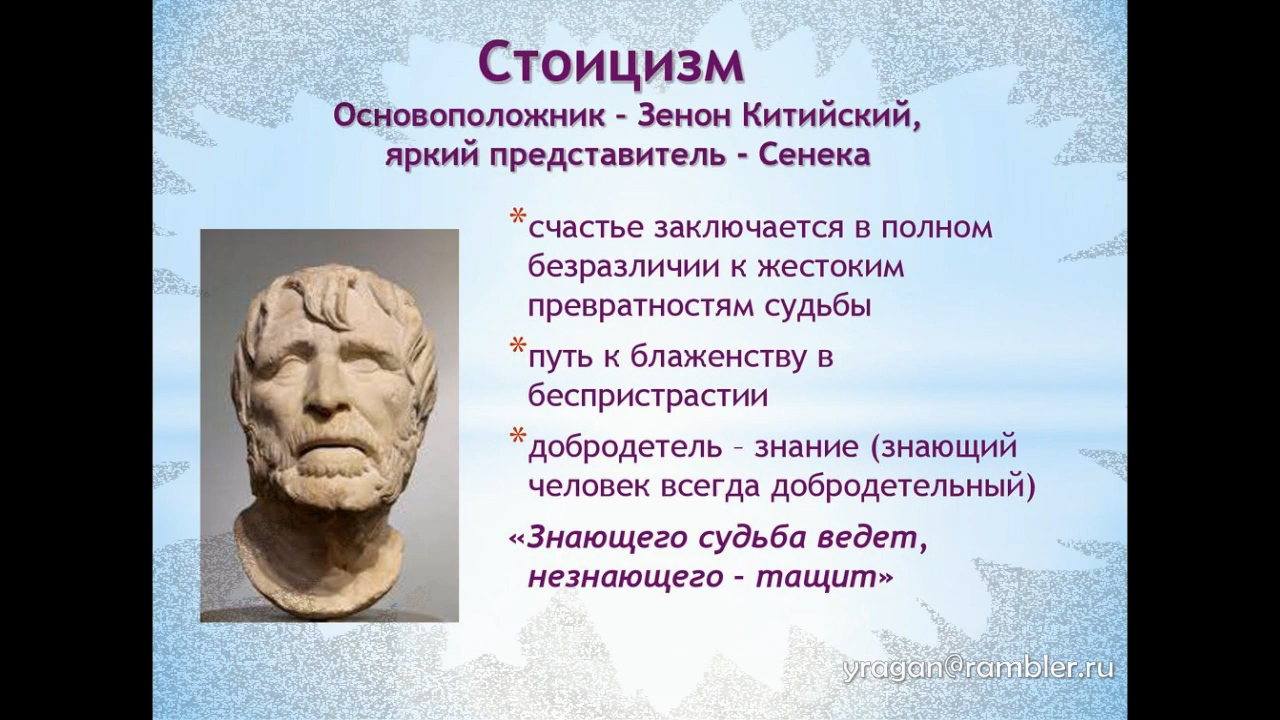 Стоицизм
Основоположник – Зенон Китийский,
яркий представитель - Сенека
* счастье заключается в полном
безразличии к жестоким
превратностям судьбы
* путь к блаженству в
беспристрастии
* добродетель – знание (знающий
человек всегда добродетельный)
«Знающего судьба ведет,
незнающего – тащит»
yragan@rambler.ru